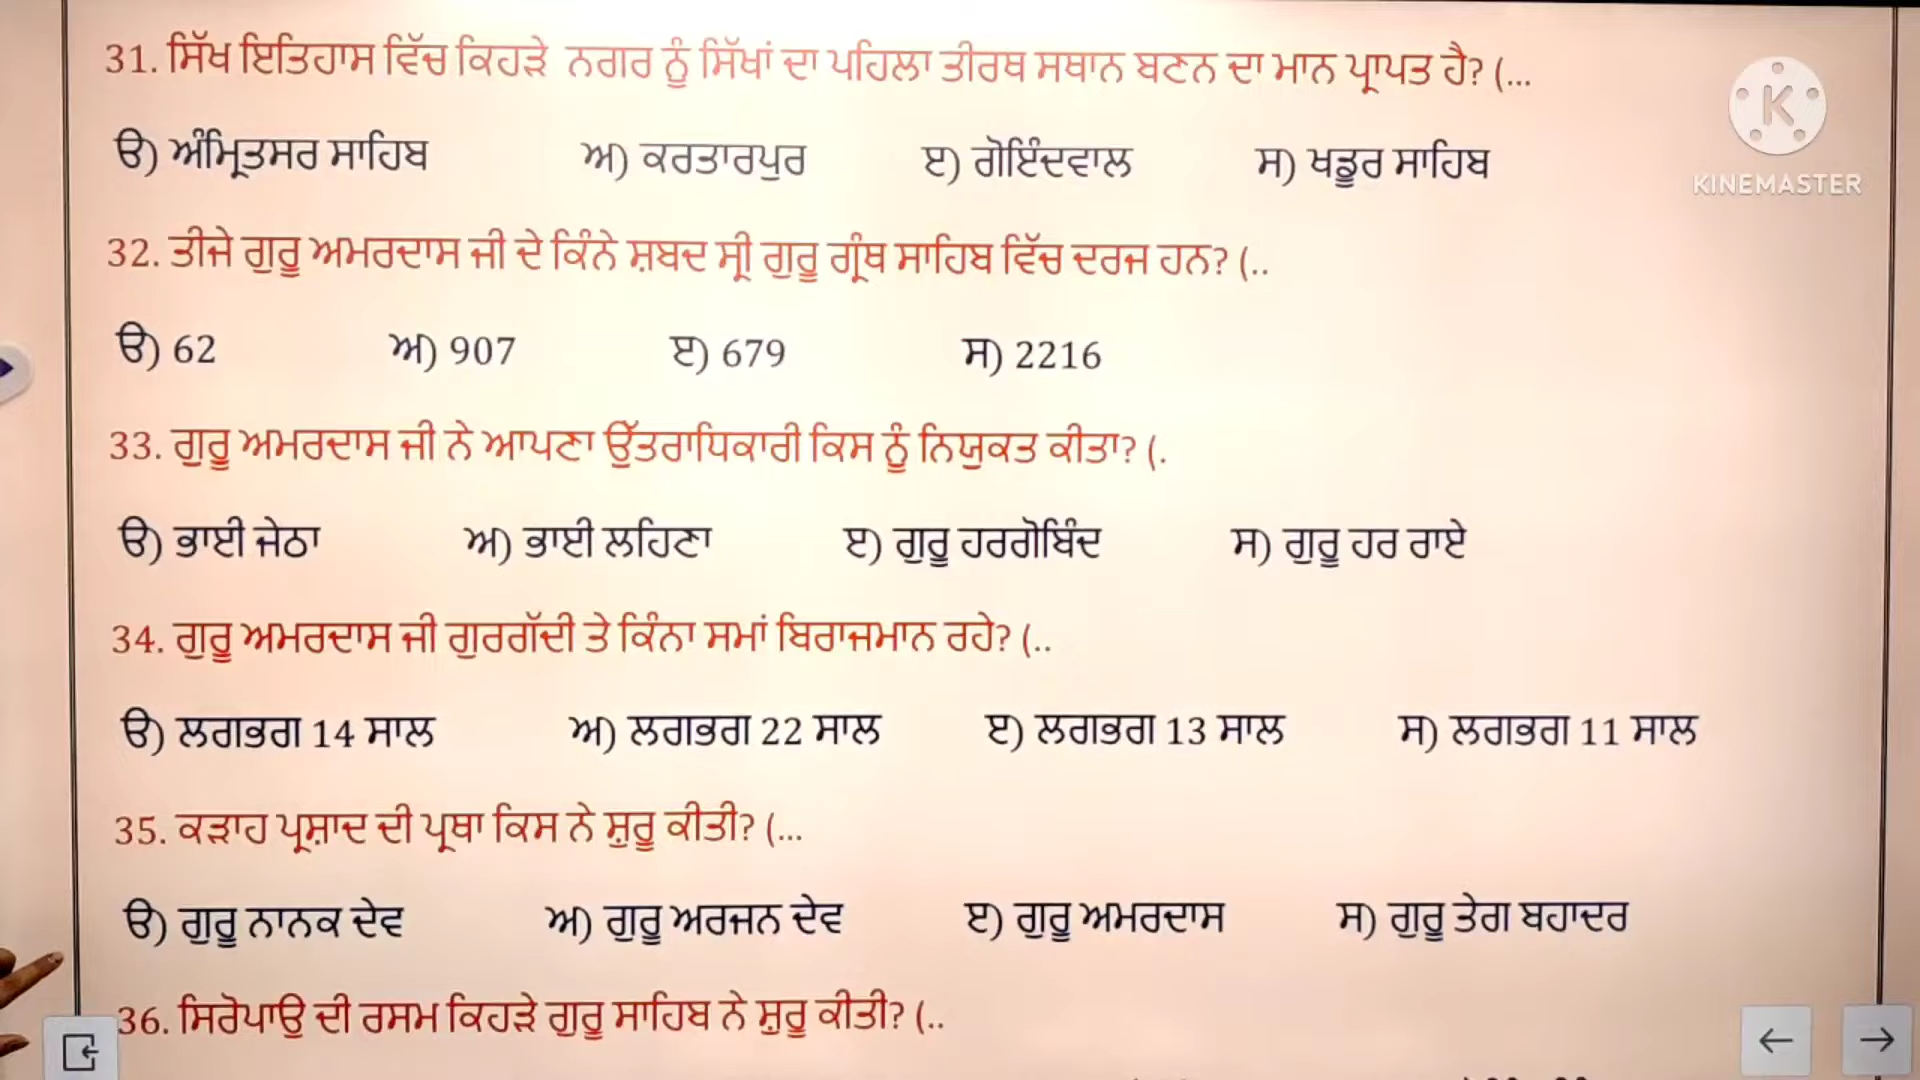 31. ਸਿੱਖ ਇਤਿਹਾਸ ਵਿੱਚ ਕਿਹੜੇ ਨਗਰ ਨੂੰ ਸਿੱਖਾਂ ਦਾ ਪਹਿਲਾ ਤੀਰਥ ਸਥਾਨ ਬਣਨ ਦਾ ਮਾਨ ਪ੍ਰਾਪਤ ਹੈ? (...
ੳ) ਅੰਮ੍ਰਿਤਸਰ ਸਾਹਿਬ ਅ) ਕਰਤਾਰਪੁਰ ੲ) ਗੋਇੰਦਵਾਲ ਸ) ਖਡੂਰ ਸਾਹਿਬ
KINEMASTER
32. ਤੀਜੇ ਗੁਰੂ ਅਮਰਦਾਸ ਜੀ ਦੇ ਕਿੰਨੇ ਸ਼ਬਦ ਸ੍ਰੀ ਗੁਰੂ ਗ੍ਰੰਥ ਸਾਹਿਬ ਵਿੱਚ ਦਰਜ ਹਨ? (..
ੳ) 62 ਅ) 907 ੲ) 679 ਸ) 2216
33. ਗੁਰੂ ਅਮਰਦਾਸ ਜੀ ਨੇ ਆਪਣਾ ਉੱਤਰਾਧਿਕਾਰੀ ਕਿਸ ਨੂੰ ਨਿਯੁਕਤ ਕੀਤਾ? (.
ੳ) ਭਾਈ ਜੇਠਾ ਅ) ਭਾਈ ਲਹਿਣਾ ੲ) ਗੁਰੂ ਹਰਗੋਬਿੰਦ ਸ) ਗੁਰੂ ਹਰ ਰਾਏ
34. ਗੁਰੂ ਅਮਰਦਾਸ ਜੀ ਗੁਰਗੱਦੀ ਤੇ ਕਿੰਨਾ ਸਮਾਂ ਬਿਰਾਜਮਾਨ ਰਹੇ? (..
ੳ) ਲਗਭਗ 14 ਸਾਲ ਅ) ਲਗਭਗ 22 ਸਾਲ ੲ) ਲਗਭਗ 13 ਸਾਲ ਸ) ਲਗਭਗ 11 ਸਾਲ
35. ਕੜਾਹ ਪ੍ਰਸ਼ਾਦ ਦੀ ਪ੍ਰਥਾ ਕਿਸ ਨੇ ਸ਼ੁਰੂ ਕੀਤੀ? (...
ੳ) ਗੁਰੂ ਨਾਨਕ ਦੇਵ ਅ) ਗੁਰੂ ਅਰਜਨ ਦੇਵ ੲ) ਗੁਰੂ ਅਮਰਦਾਸ ਸ) ਗੁਰੂ ਤੇਗ ਬਹਾਦਰ
36. ਸਿਰੋਪਾਉ ਦੀ ਰਸਮ ਕਿਹੜੇ ਗੁਰੂ ਸਾਹਿਬ ਨੇ ਸ਼ੁਰੂ ਕੀਤੀ? (..